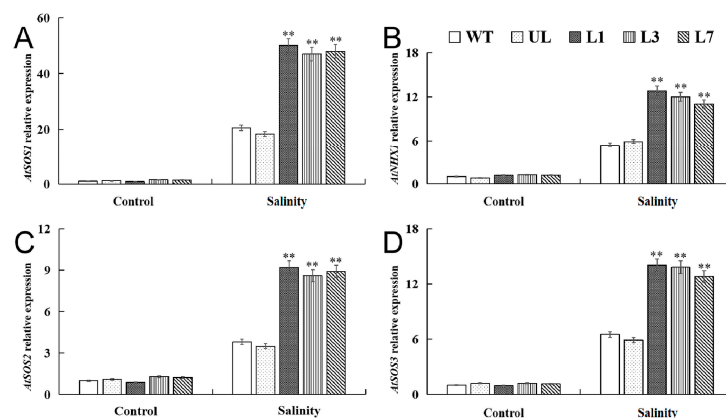 A
AtSOS1 relative expression
60
40
20
0
** ** **
Control Salinity
B
WT UL L1 L3 L7
AtNHX1 relative expression
18
12
6
0
** ** **
Control Salinity
C
AtSOS2 relative expression
12
9
6
3
0
** ** **
Control Salinity
D
AtSOS3 relative expression
18
12
6
0
** ** **
Control Salinity